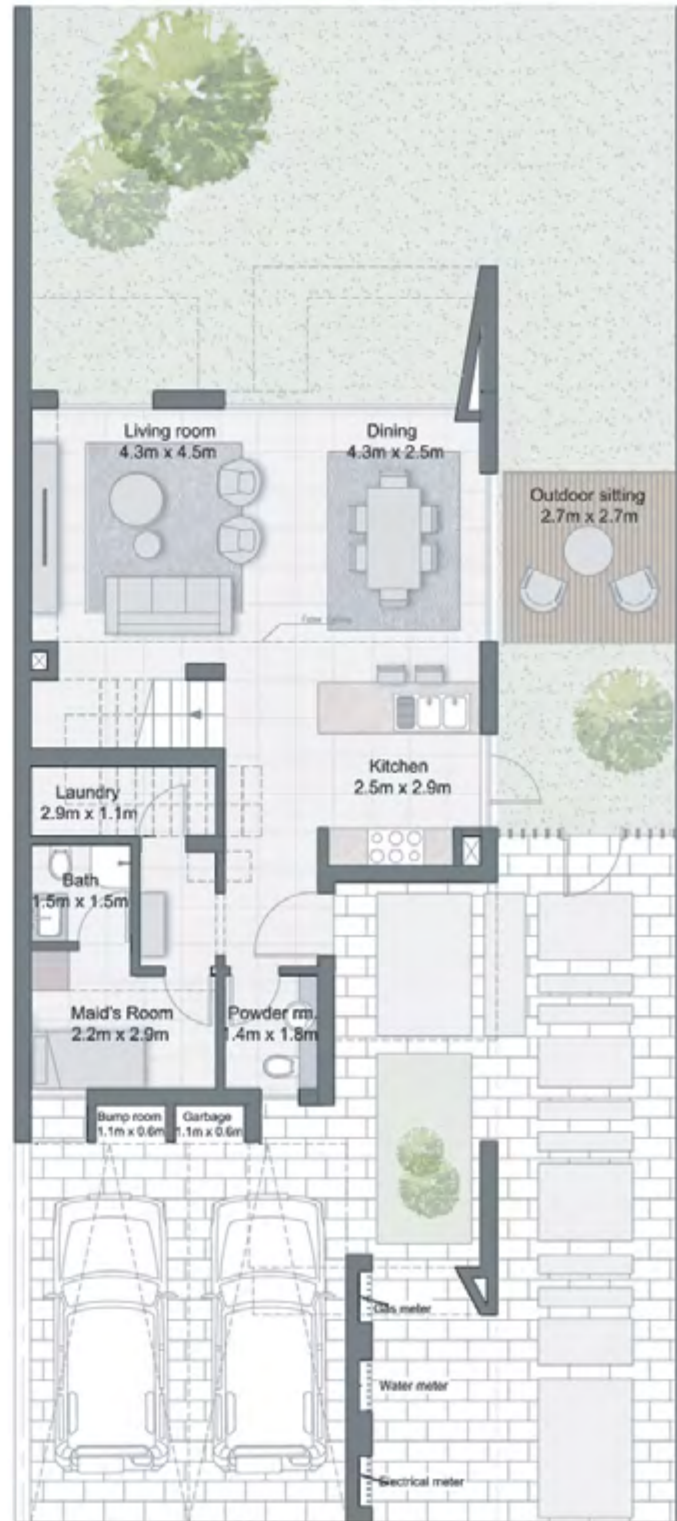 Living room
4.3m x 4.5m
Dining
4.3m x 2.5m
Outdoor sitting
2.7m x 2.7m
Kitchen
2.5m x 2.9m
Laundry
2.9m x 1.1m
Bath
1.5m x 1.5m
Maid's Room
2.2m x 2.9m
Powder rm.
1.4m x 1.8m
Bump room
1.1m x 0.6m
Garbage
1.1m x 0.6m
Gas meter
Water meter
Electrical meter